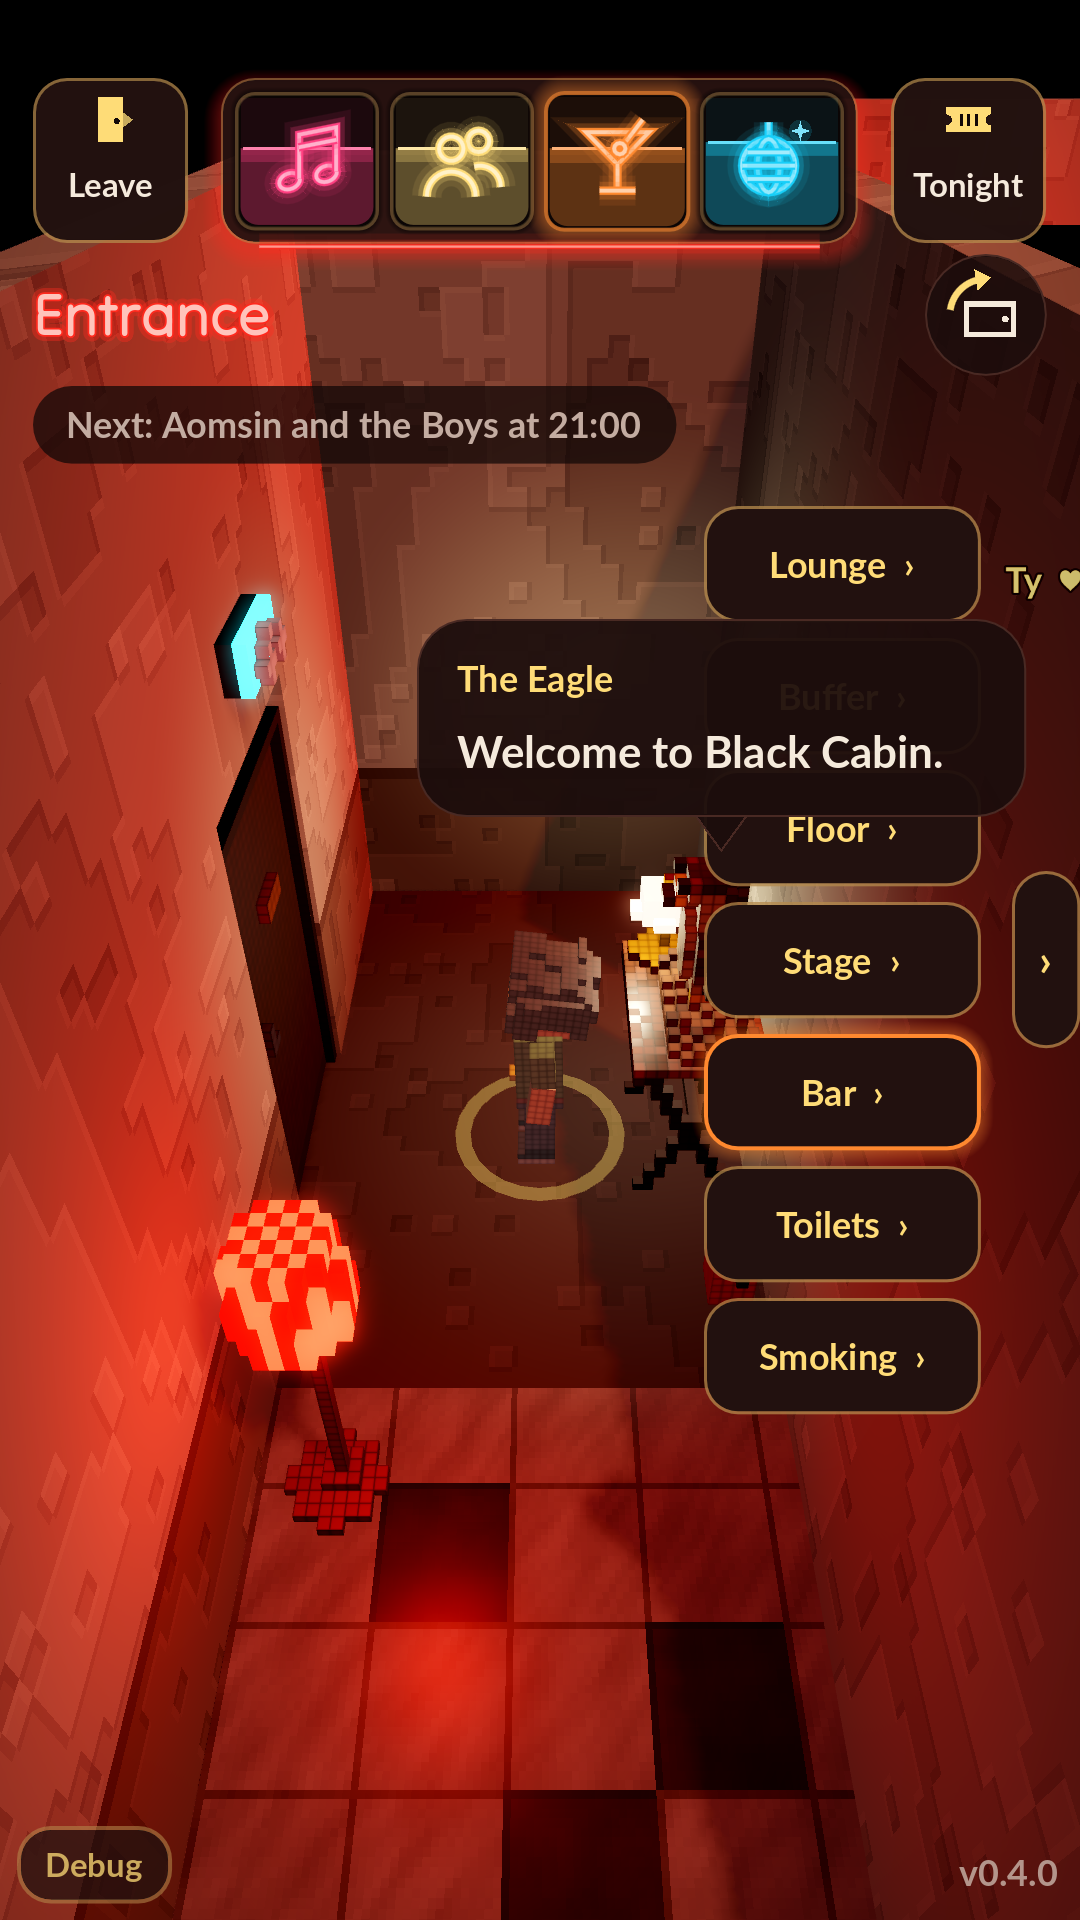 Leave
Tonight
Entrance
Next: Aomsin and the Boys at 21:00
Lounge ›
Ty
The Eagle
Buffer ›
Welcome to Black Cabin.
Floor ›
Stage ›
›
Bar ›
Toilets ›
Smoking ›
Debug
v0.4.0